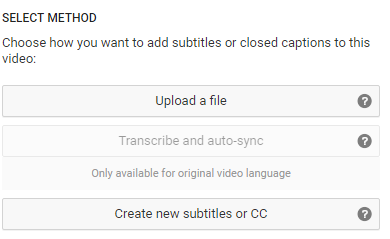 SELECT METHOD
Choose how you want to add subtitles or closed captions to this
video:
Upload a file ?
Transcribe and auto-sync ?
Only available for original video language
Create new subtitles or CC ?